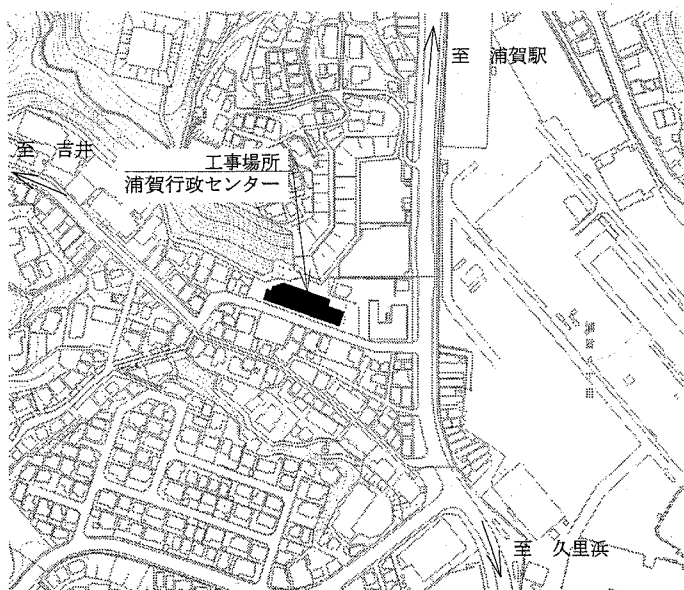 至　浦賀駅
至　吉井
工事場所
浦賀行政センター
至　久里浜